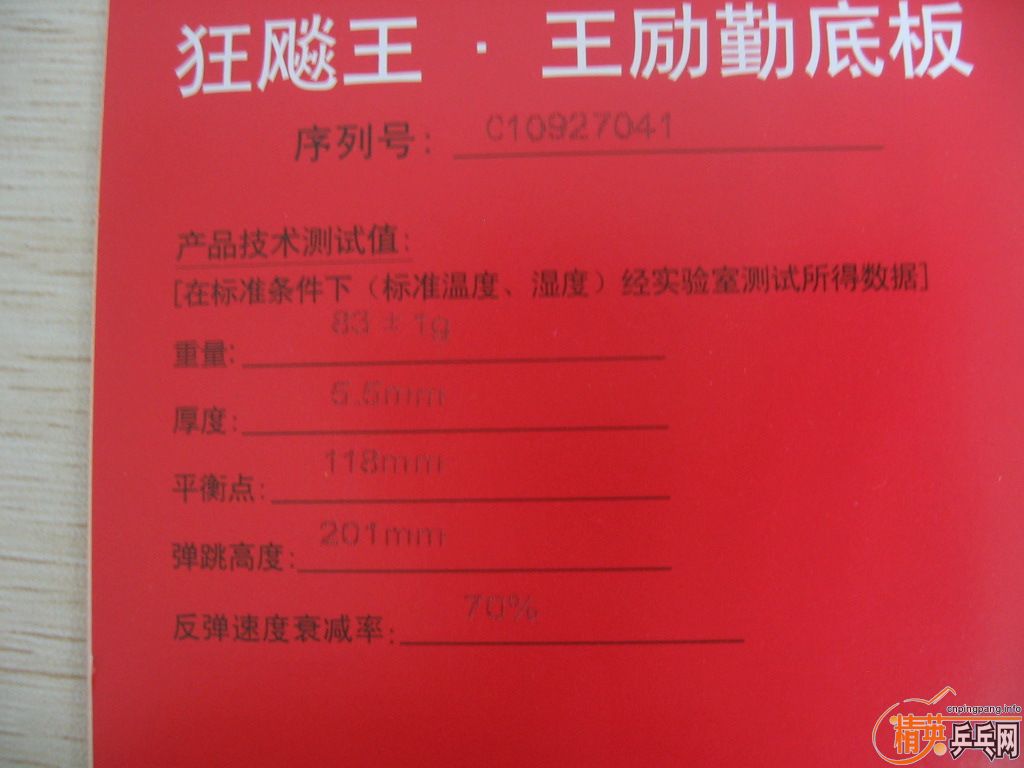 狂飚王·王励勤底板
序列号: C10927041
产品技术测试值:
[在标准条件下（标准温度、湿度）经实验室测试所得数据]
重量: 83±1g
厚度: 5.5mm
平衡点: 118mm
弹跳高度: 201mm
反弹速度衰减率: 70%
cnpingpang.info
精英乒乓网